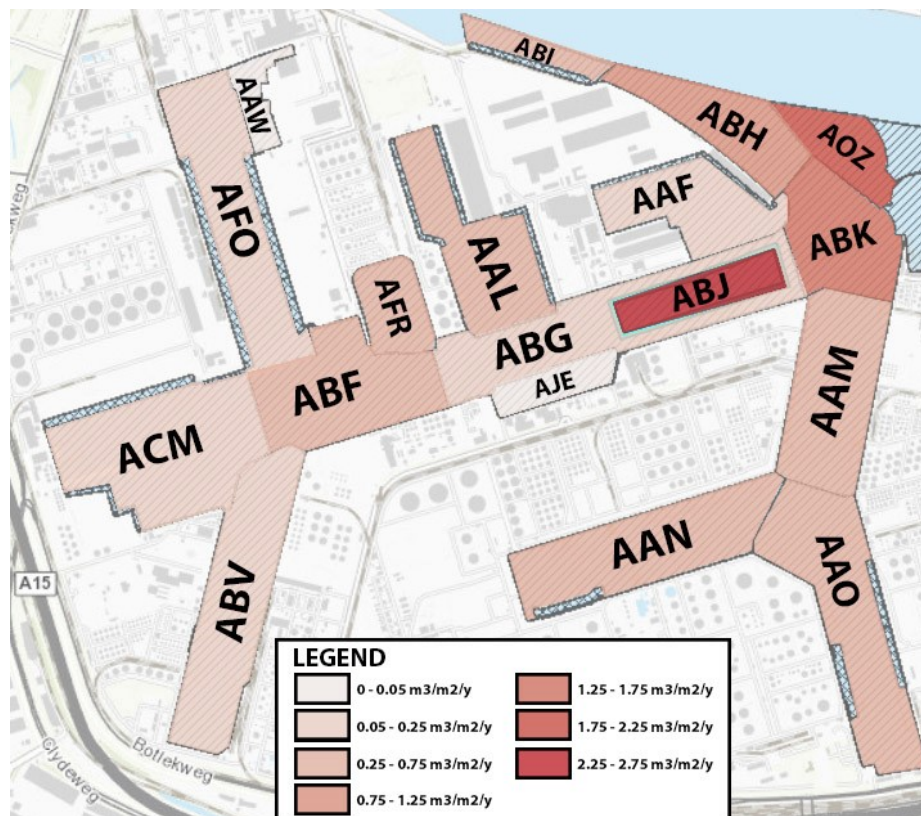 ABI
AAW
ABH
AOZ
ekweg
AFO
AAF
ABK
AAL
AFR
ABJ
ABG
ABF
AJE
AAM
ACM
AAN
A15
ABV
AAO
Botlekweg
Clydeweg
LEGEND
0 - 0.05 m3/m2/y
0.05 - 0.25 m3/m2/y
0.25 - 0.75 m3/m2/y
0.75 - 1.25 m3/m2/y
1.25 - 1.75 m3/m2/y
1.75 - 2.25 m3/m2/y
2.25 - 2.75 m3/m2/y